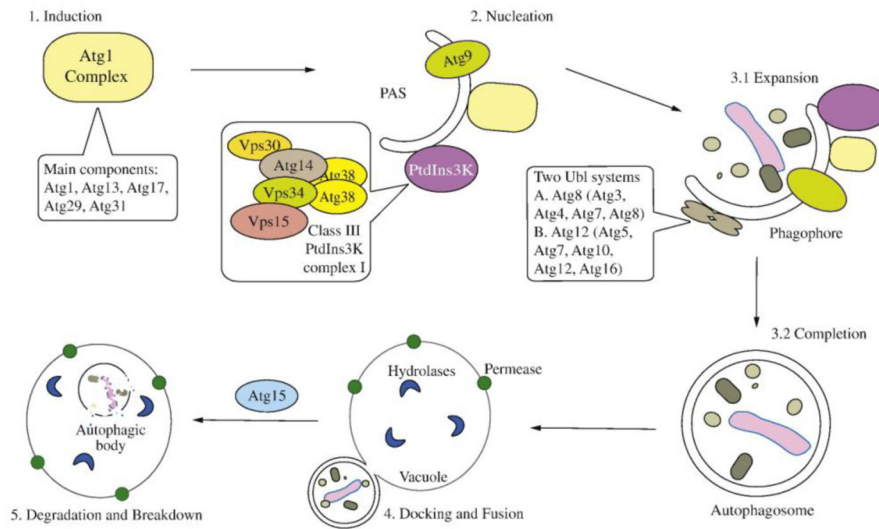 1. Induction
Atg1
Complex
Main components:
Atg1, Atg13, Atg17,
Atg29, Atg31
2. Nucleation
Atg9
PAS
PtdIns3K
Vps30
Atg14
Atg38
Vps34
Atg38
Vps15
Class III
PtdIns3K
complex I
3.1 Expansion
Two Ubl systems
A. Atg8 (Atg3,
Atg4, Atg7, Atg8)
B. Atg12 (Atg5,
Atg7, Atg10,
Atg12, Atg16)
Phagophore
3.2 Completion
Autophagosome
Hydrolases
Permease
Vacuole
4. Docking and Fusion
Atg15
Autophagic
body
5. Degradation and Breakdown